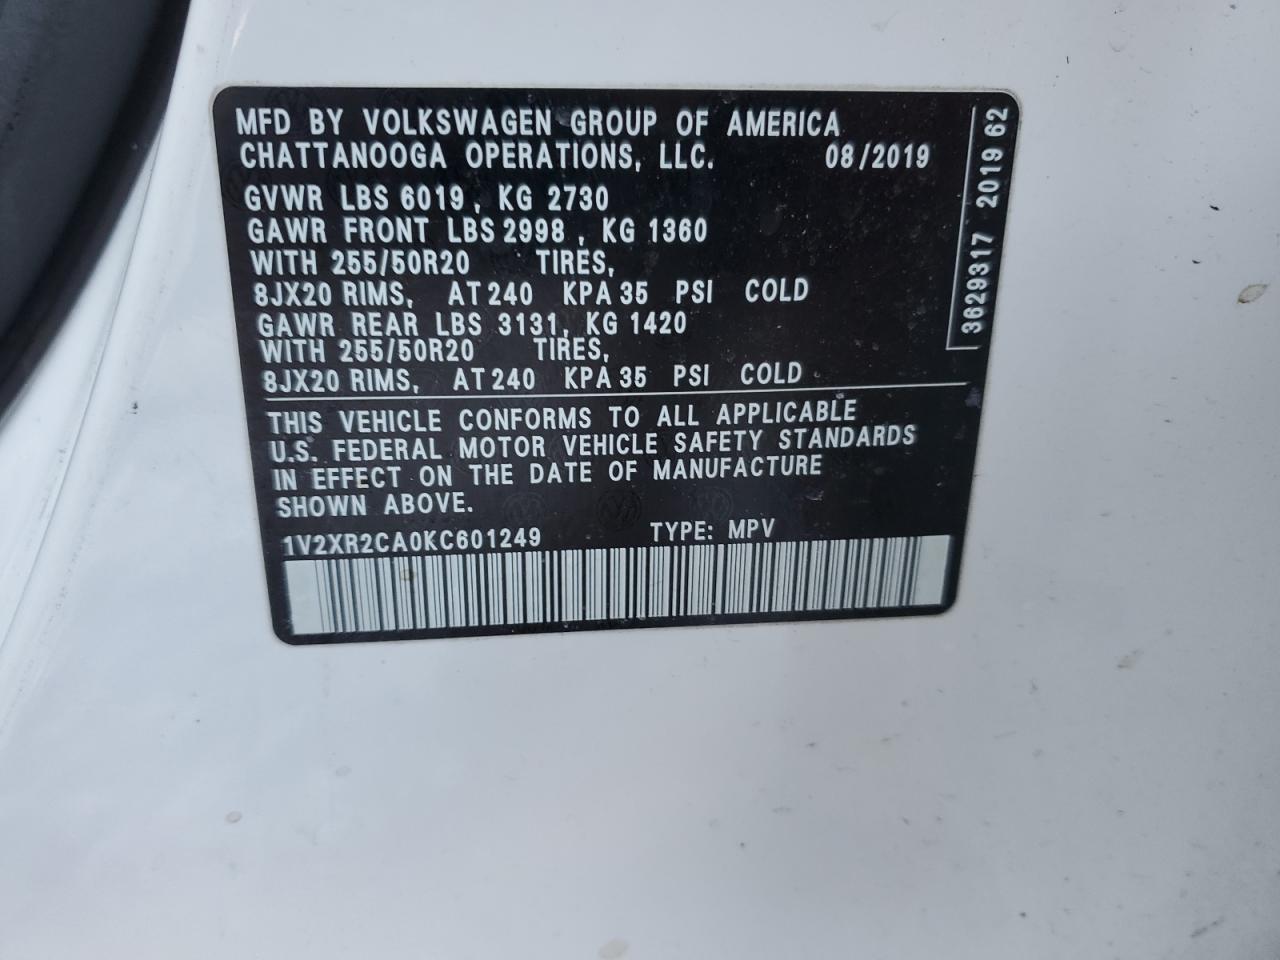 MFD BY VOLKSWAGEN GROUP OF AMERICA
CHATTANOOGA OPERATIONS, LLC. 08/2019
GVWR LBS 6019, KG 2730
GAWR FRONT LBS 2998, KG 1360
WITH 255/50R20 TIRES,
8JX20 RIMS, AT 240 KPA 35 PSI COLD
GAWR REAR LBS 3131, KG 1420
WITH 255/50R20 TIRES,
8JX20 RIMS, AT 240 KPA 35 PSI COLD
THIS VEHICLE CONFORMS TO ALL APPLICABLE
U.S. FEDERAL MOTOR VEHICLE SAFETY STANDARDS
IN EFFECT ON THE DATE OF MANUFACTURE
SHOWN ABOVE.
1V2XR2CA0KC601249 TYPE: MPV
3629317 2019 62